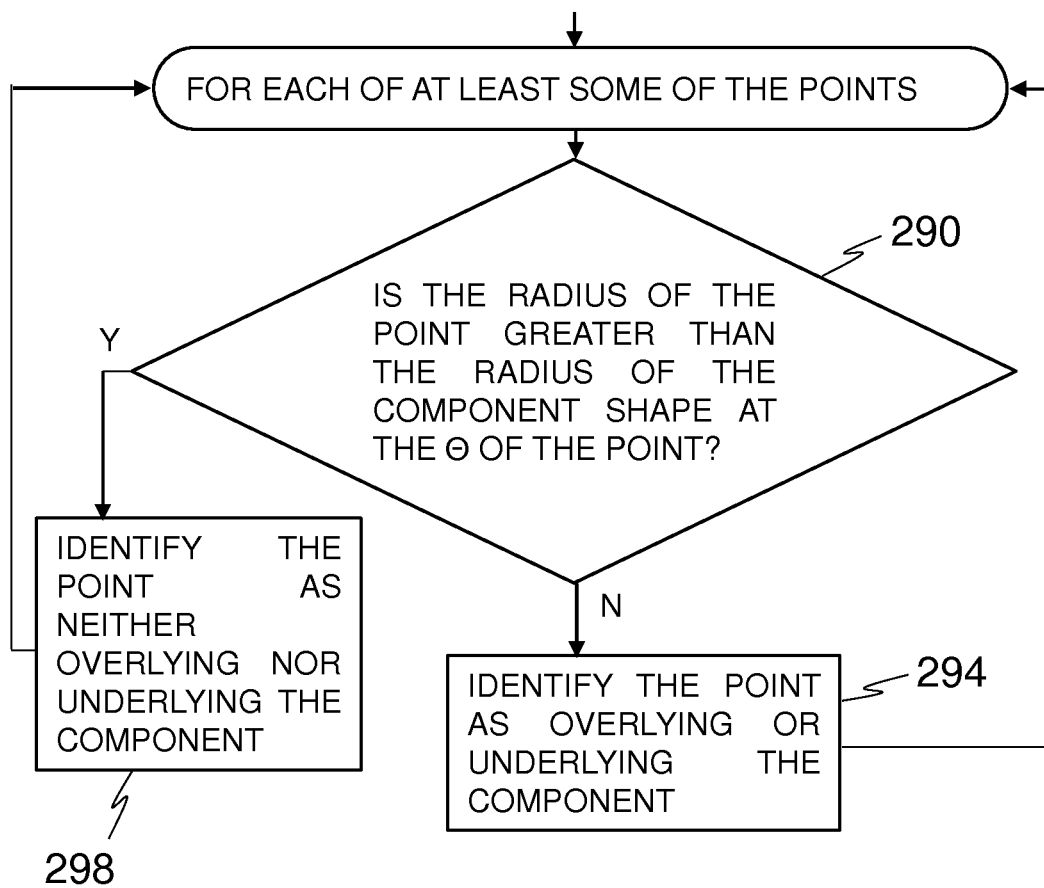 FOR EACH OF AT LEAST SOME OF THE POINTS
290
IS THE RADIUS OF THE
POINT GREATER THAN
THE RADIUS OF THE
COMPONENT SHAPE AT
THE Θ OF THE POINT?
Y
N
IDENTIFY THE
POINT AS
NEITHER
OVERLYING NOR
UNDERLYING THE
COMPONENT
298
IDENTIFY THE POINT
AS OVERLYING OR
UNDERLYING THE
COMPONENT
294